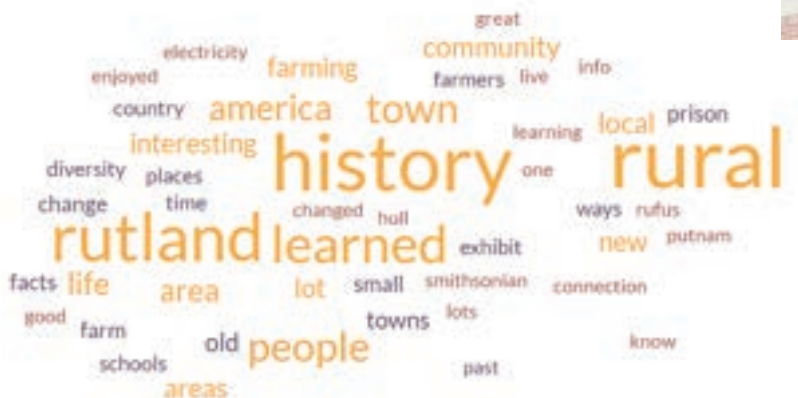 great
electricity community
enjoyed farming farmers live info
country america town local prison
interesting history learning one rural
diversity places
change time changed hull ways rufus
rutland learned exhibit new putnam
facts life area lot small smithsonian connection
good farm old people towns lots know
schools past
areas